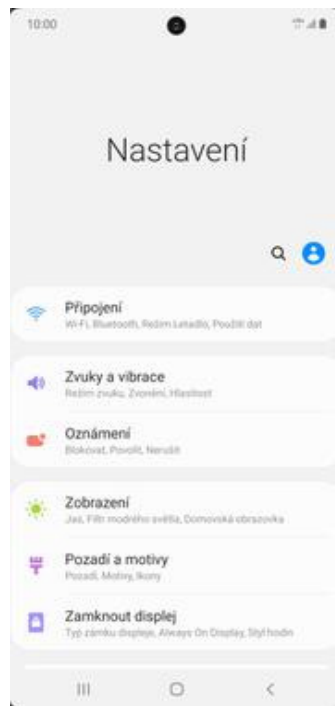 10:00
Nastavení
Připojení
Wi-Fi, Bluetooth, Režim Letadlo, Použití dat
Zvuky a vibrace
Režim zvuku, Zvonění, Hlasitost
Oznámení
Blokovat, Povolit, Nerušit
Zobrazení
Jas, Filtr modrého světla, Domovská obrazovka
Pozadí a motivy
Pozadí, Motivy, Ikony
Zamknout displej
Typ zámku displeje, Always On Display, Styl hodin